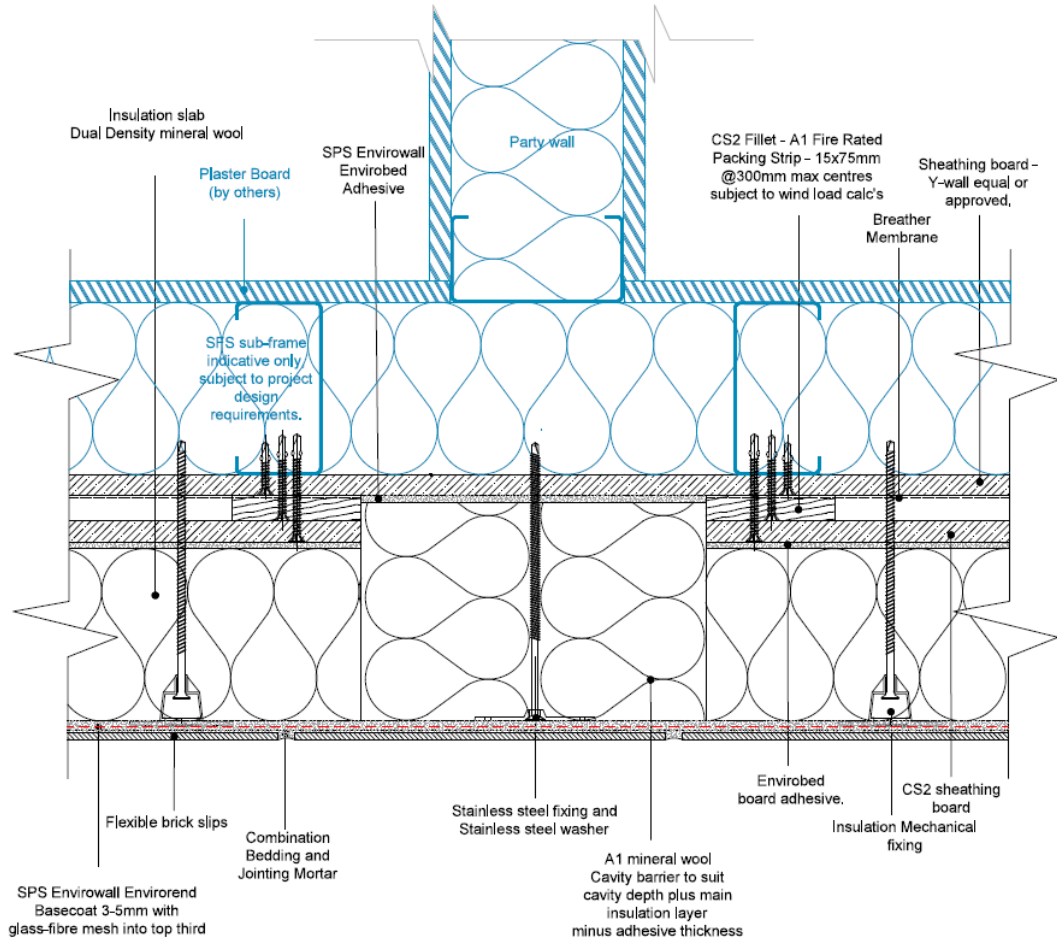 Insulation slab
Dual Density mineral wool
Plaster Board
(by others)
SPS Envirowall
Envirobed
Adhesive
Party wall
CS2 Fillet - A1 Fire Rated
Packing Strip - 15x75mm
@300mm max centres
subject to wind load calc's
Sheathing board -
Y-wall equal or
approved,
Breather
Membrane
SFS sub-frame
indicative only,
subject to project
design
requirements.
Flexible brick slips
Combination
Bedding and
Jointing Mortar
SPS Envirowall Envirorend
Basecoat 3-5mm with
glass-fibre mesh into top third
Stainless steel fixing and
Stainless steel washer
A1 mineral wool
Cavity barrier to suit
cavity depth plus main
insulation layer
minus adhesive thickness
Envirobed
board adhesive.
CS2 sheathing
board
Insulation Mechanical
fixing